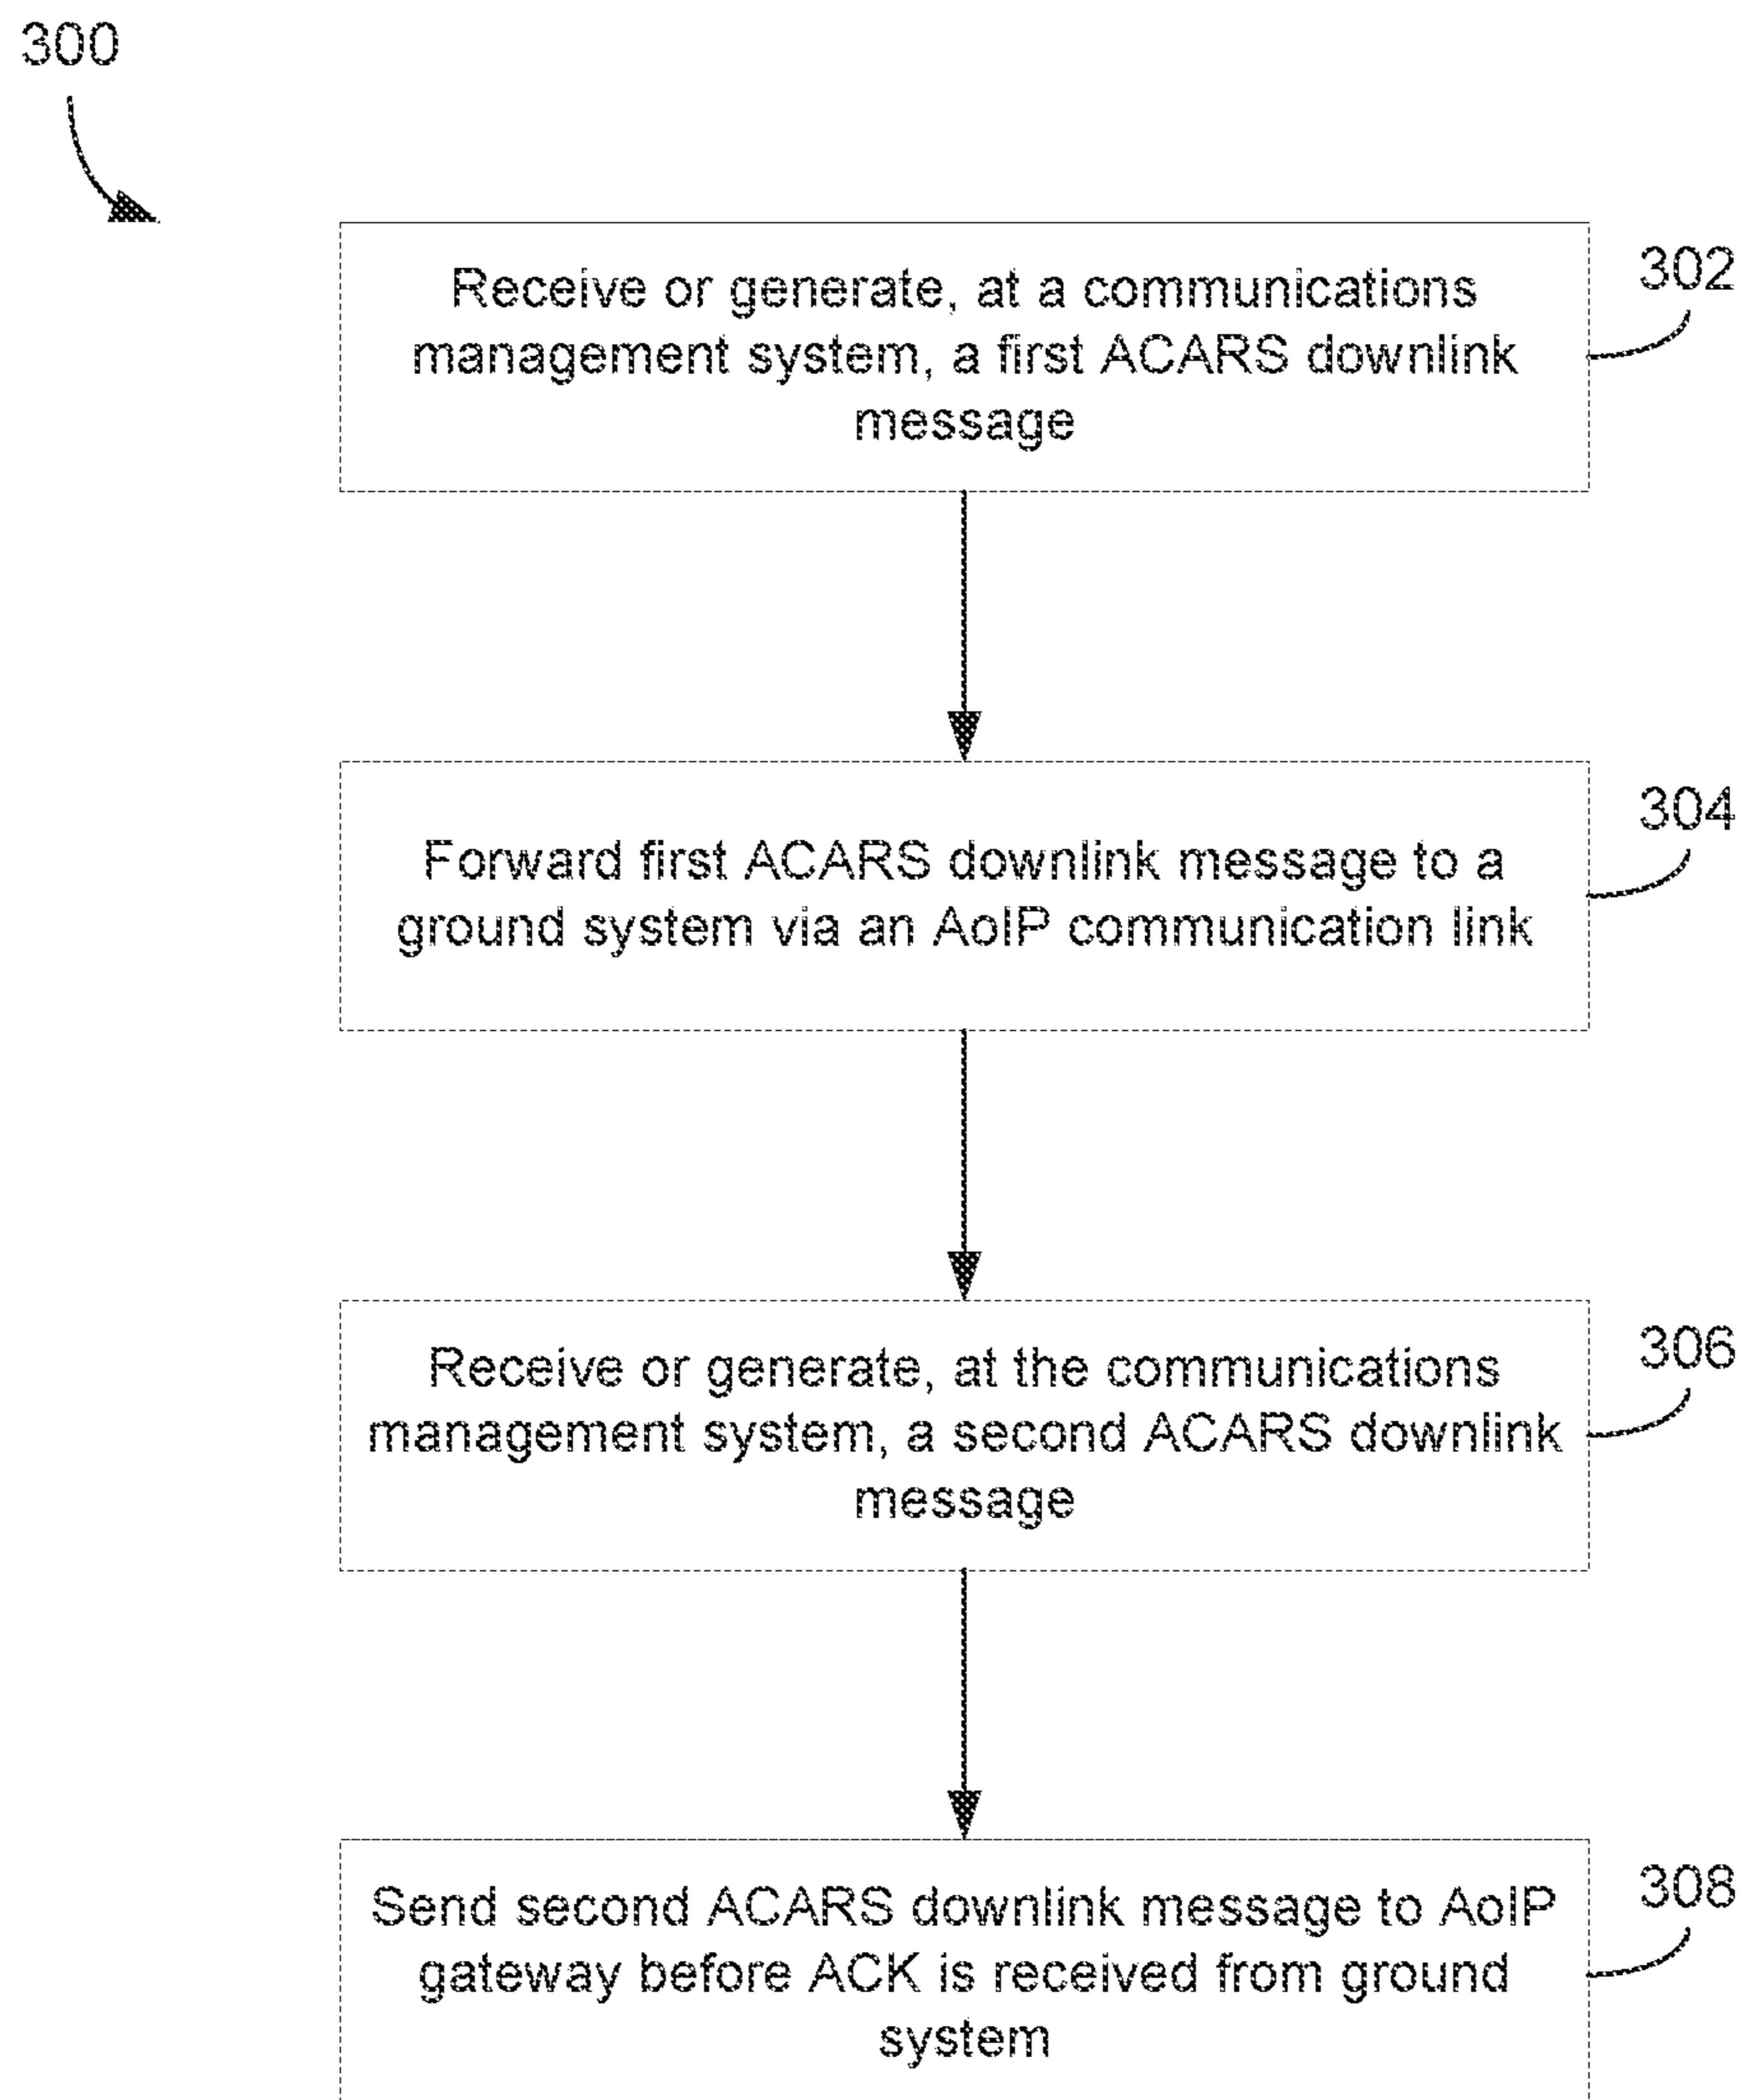 300
Receive or generate, at a communications
management system, a first ACARS downlink
message
302
Forward first ACARS downlink message to a
ground system via an AoIP communication link
304
Receive or generate, at the communications
management system, a second ACARS downlink
message
306
Send second ACARS downlink message to AoIP
gateway before ACK is received from ground
system
308